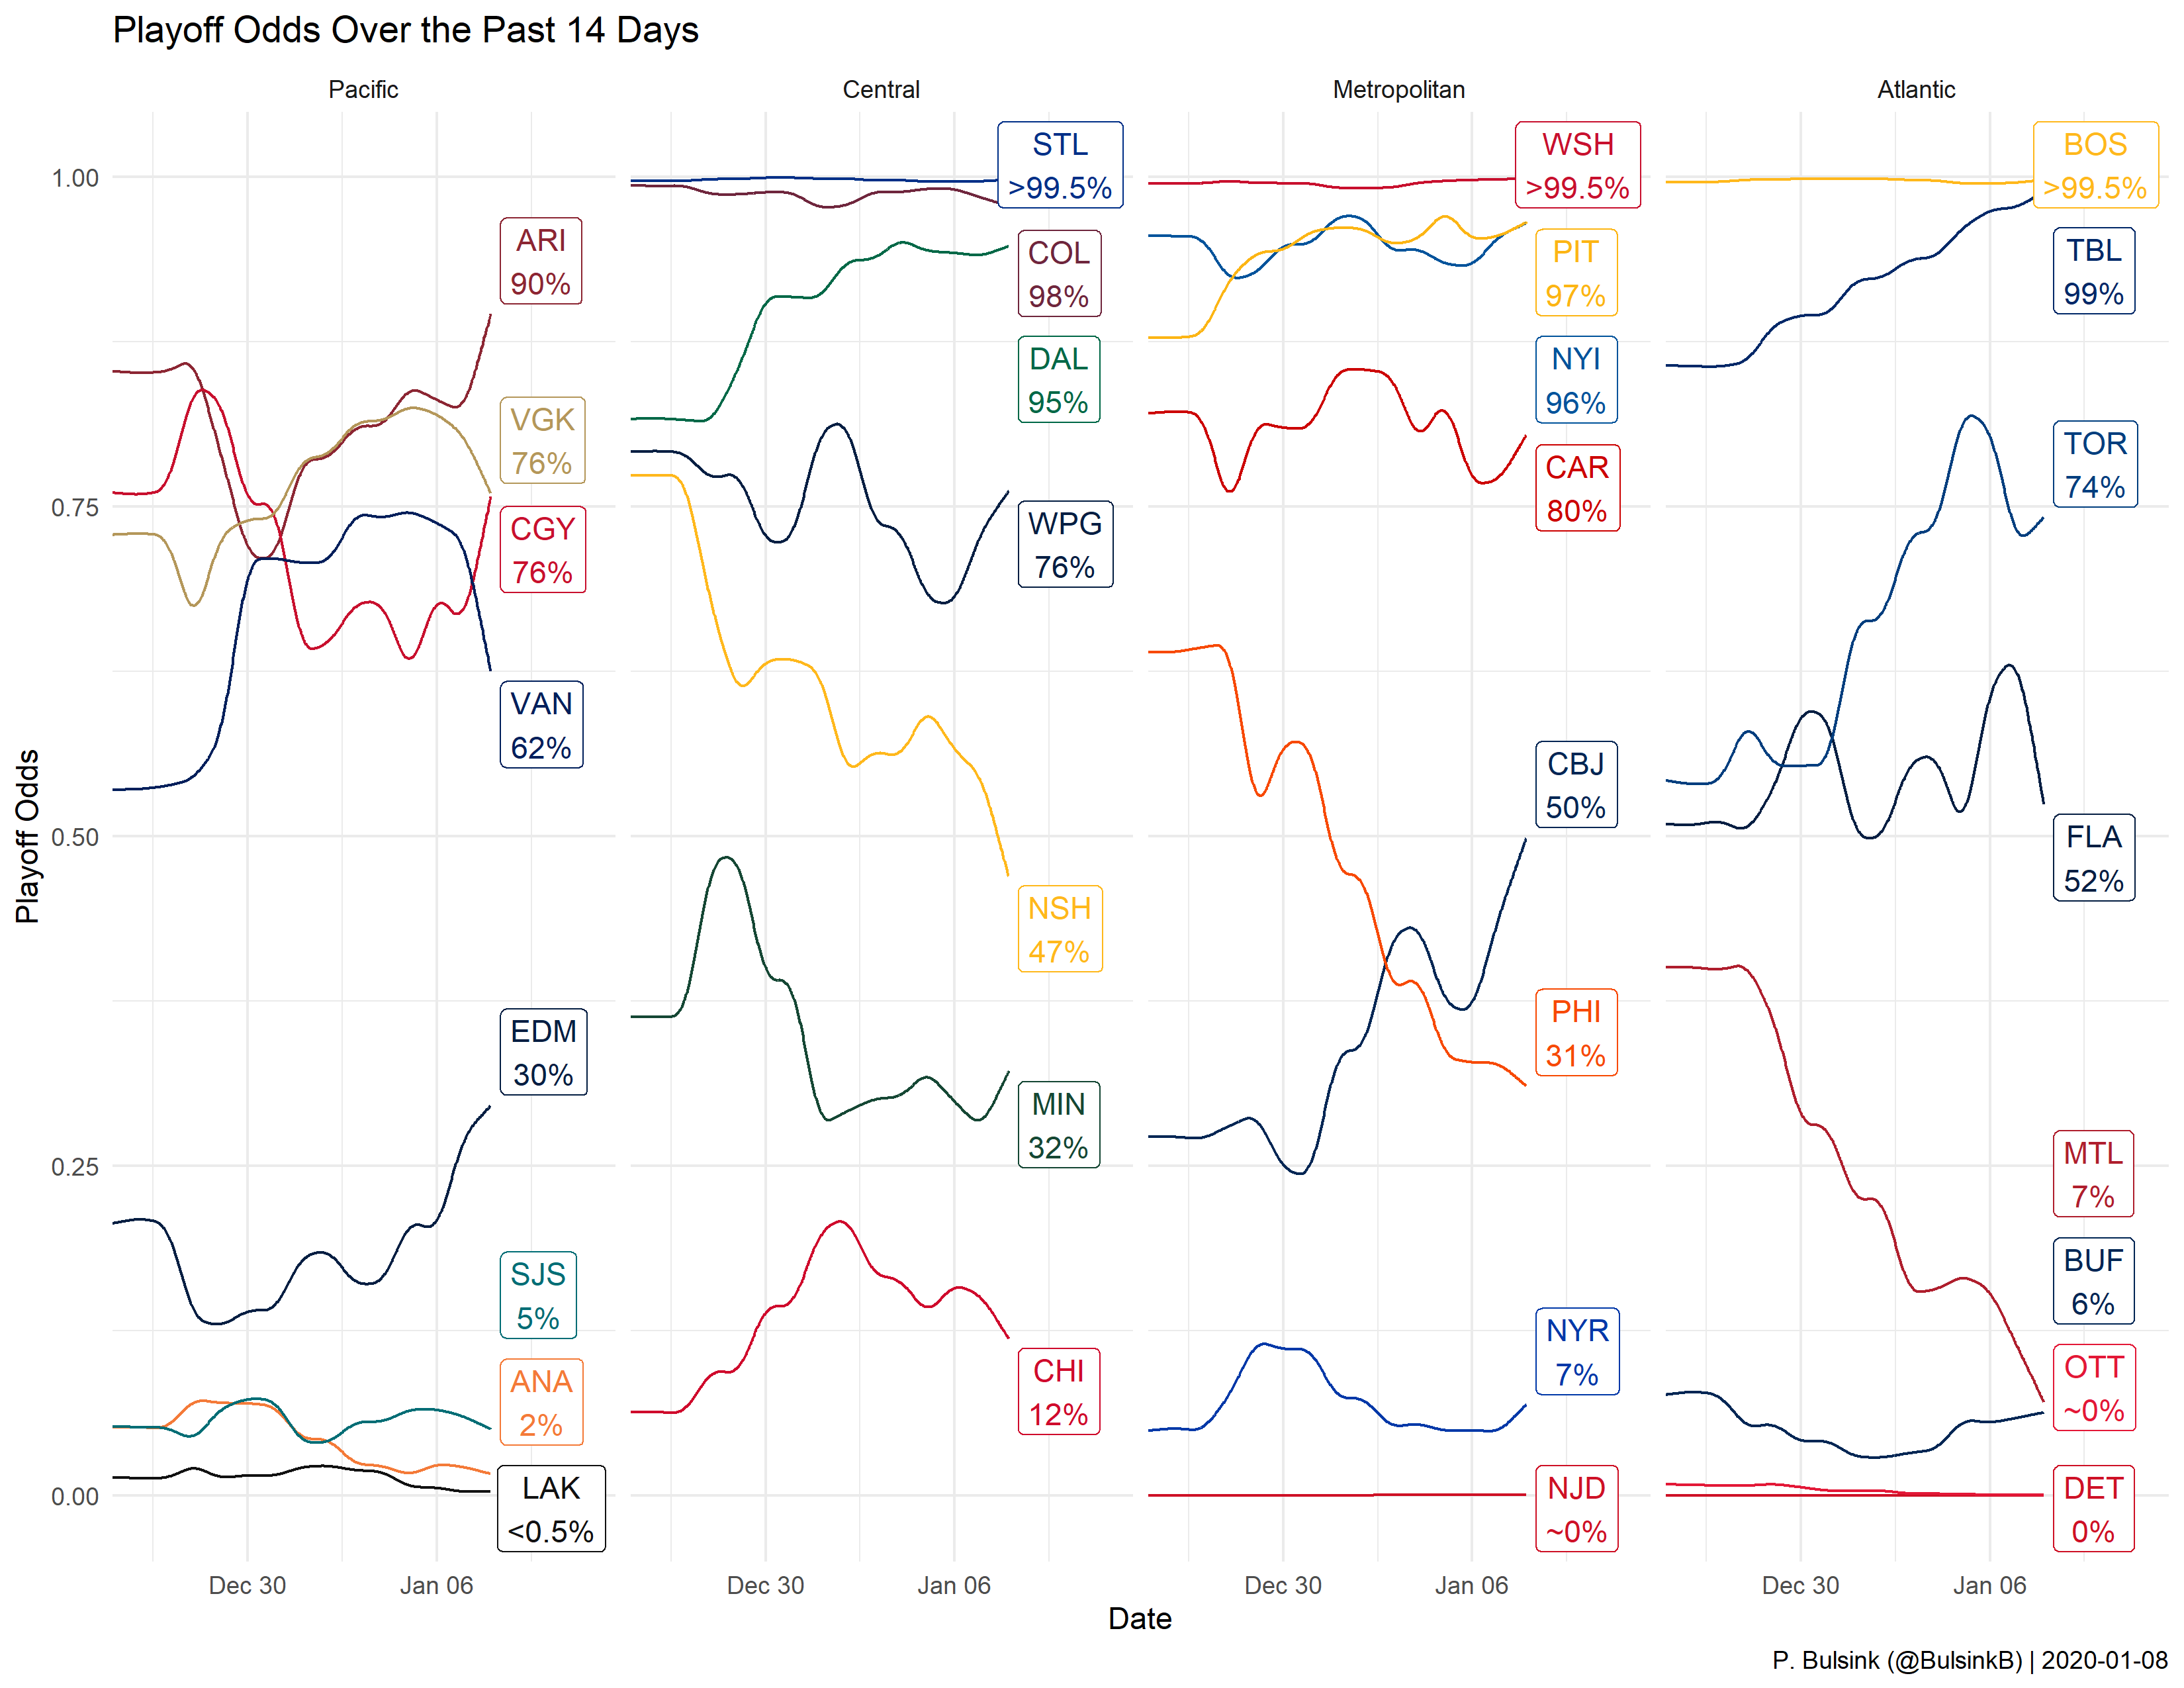 Playoff Odds Over the Past 14 Days
Pacific
Central
Metropolitan
Atlantic
Playoff Odds
1.00
0.75
0.50
0.25
0.00
ARI
90%
VGK
76%
CGY
76%
VAN
62%
EDM
30%
SJS
5%
ANA
2%
LAK
<0.5%
STL
>99.5%
COL
98%
DAL
95%
WPG
76%
NSH
47%
MIN
32%
CHI
12%
WSH
>99.5%
PIT
97%
NYI
96%
CAR
80%
CBJ
50%
PHI
31%
NYR
7%
NJD
~0%
BOS
>99.5%
TBL
99%
TOR
74%
FLA
52%
MTL
7%
BUF
6%
OTT
~0%
DET
0%
Dec 30
Jan 06
Dec 30
Jan 06
Dec 30
Jan 06
Dec 30
Jan 06
Date
P. Bulsink (@BulsinkB) | 2020-01-08